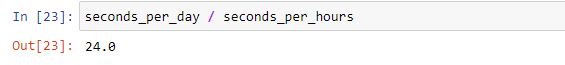 In [23]: seconds_per_day / seconds_per_hours
Out[23]: 24.0